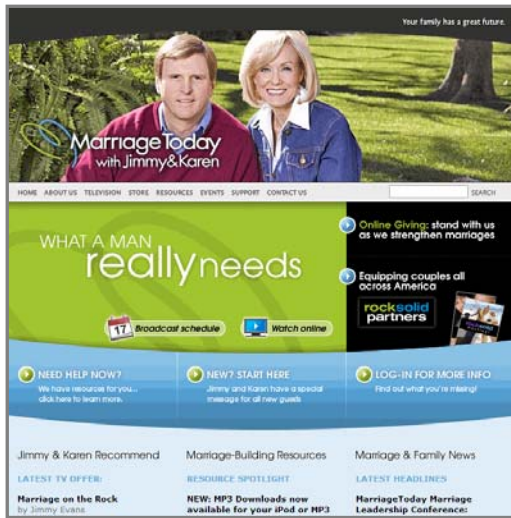 Your family has a great future.
MarriageToday
with Jimmy&Karen
HOME ABOUT US TELEVISION STORE RESOURCES EVENTS SUPPORT CONTACT US SEARCH
WHAT A MAN
really needs
Broadcast schedule
17
Watch online
Online Giving: stand with us
as we strengthen marriages
Equipping couples all
across America
rocksolid
partners
NEED HELP NOW?
We have resources for you...
click here to learn more.
NEW? START HERE
Jimmy and Karen have a special
message for all new guests
LOG-IN FOR MORE INFO
Find out what you're missing!
Jimmy & Karen Recommend
LATEST TV OFFER:
Marriage on the Rock
by Jimmy Evans
Marriage-Building Resources
RESOURCE SPOTLIGHT
NEW: MP3 Downloads now
available for your iPod or MP3
Marriage & Family News
LATEST HEADLINES
MarriageToday Marriage
Leadership Conference: